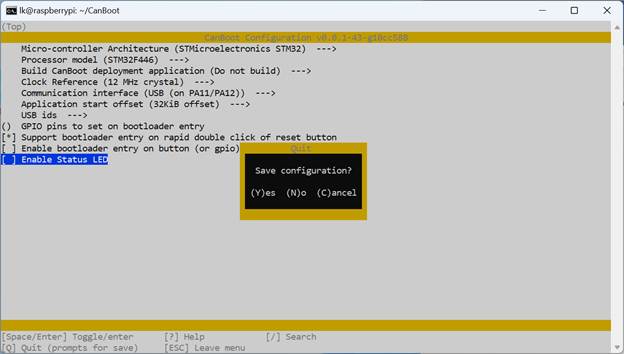 lk@raspberrypi: ~/CanBoot
(Top)
CanBoot Configuration v0.0.1-43-g10cc588
Micro-controller Architecture (STMicroelectronics STM32)  --->
Processor model (STM32F446)  --->
Build CanBoot deployment application (Do not build)  --->
Clock Reference (12 MHz crystal)  --->
Communication interface (USB (on PA11/PA12))  --->
Application start offset (32KiB offset)  --->
USB ids  --->
()  GPIO pins to set on bootloader entry
[*] Support bootloader entry on rapid double click of reset button
[ ] Enable bootloader entry on button (or gpio)
[ ] Enable Status LED
Quit
Save configuration?
(Y)es  (N)o  (C)ancel
[Space/Enter] Toggle/enter  [?] Help  [/] Search
[Q] Quit (prompts for save)  [ESC] Leave menu